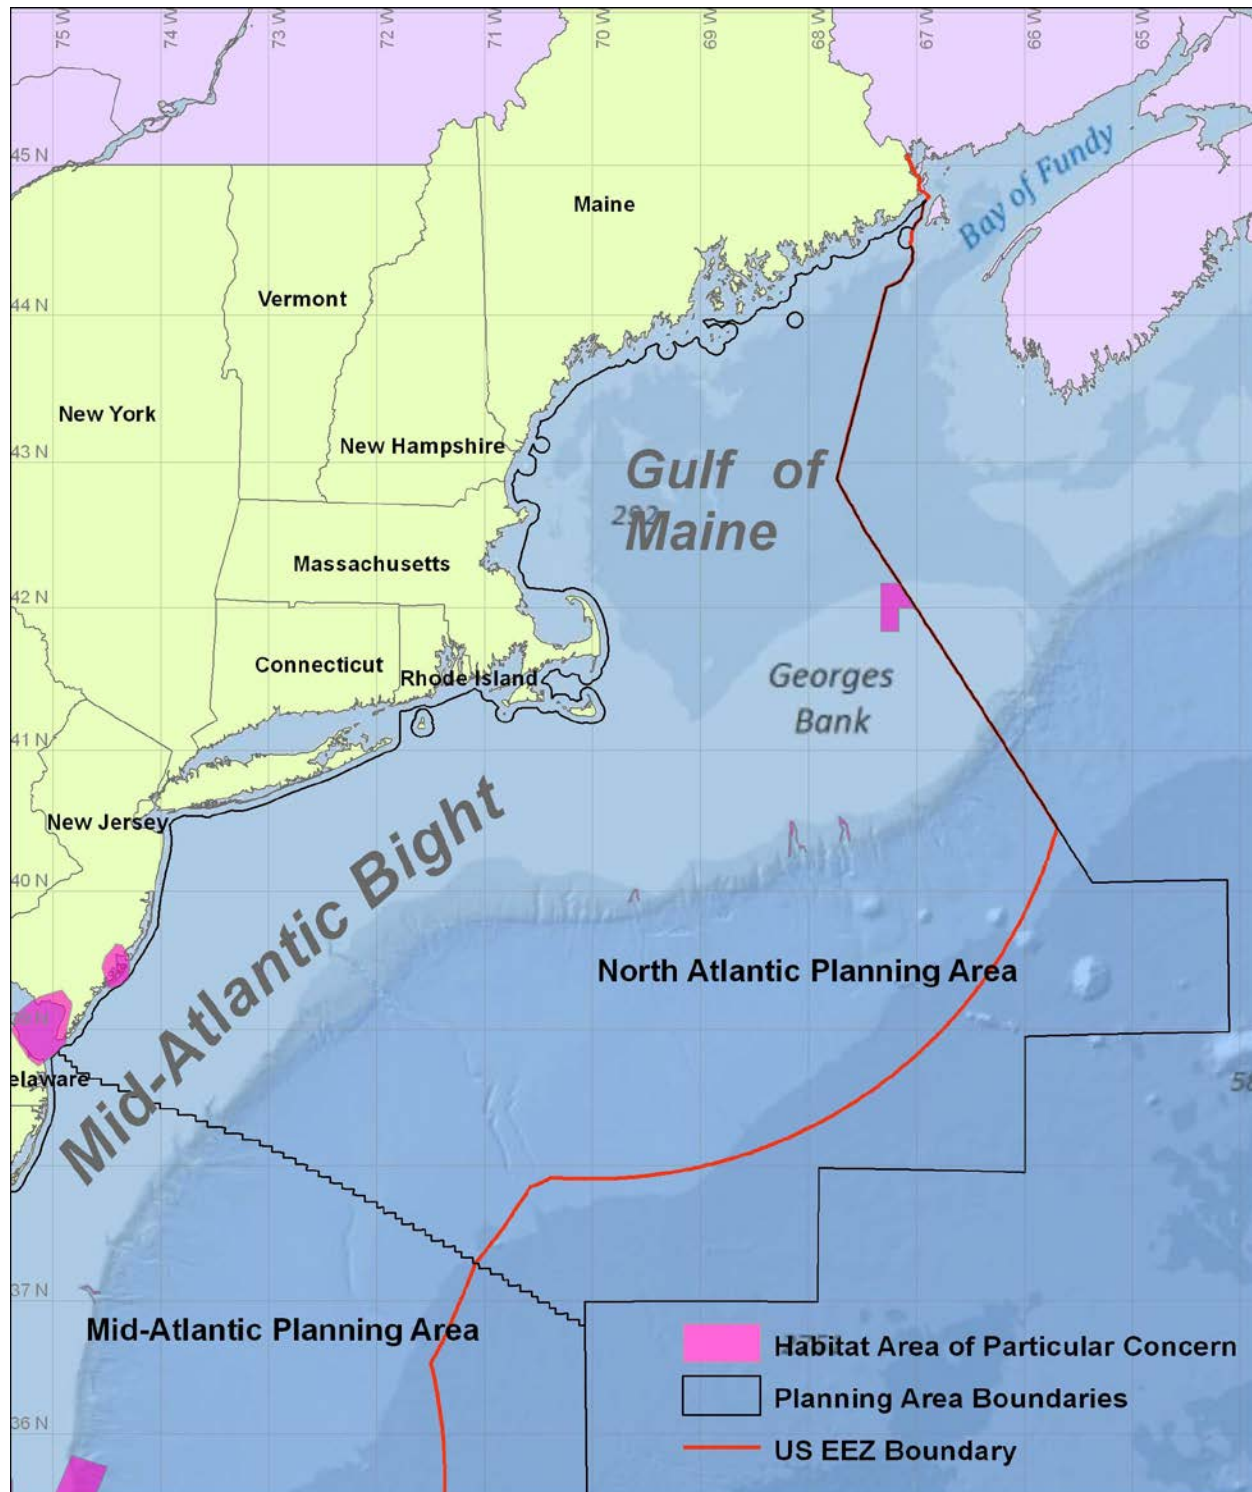 75 W
74 W
73 W
72 W
71 W
70 W
69 W
68 W
67 W
66 W
65 W
45 N
Bay of Fundy
Maine
Vermont
44 N
New York
New Hampshire
43 N
Gulf of
Maine
292
Massachusetts
42 N
Connecticut
Rhode Island
Georges
Bank
41 N
New Jersey
Mid-Atlantic Bight
40 N
North Atlantic Planning Area
elaware
37 N
Mid-Atlantic Planning Area
Habitat Area of Particular Concern
Planning Area Boundaries
36 N
US EEZ Boundary